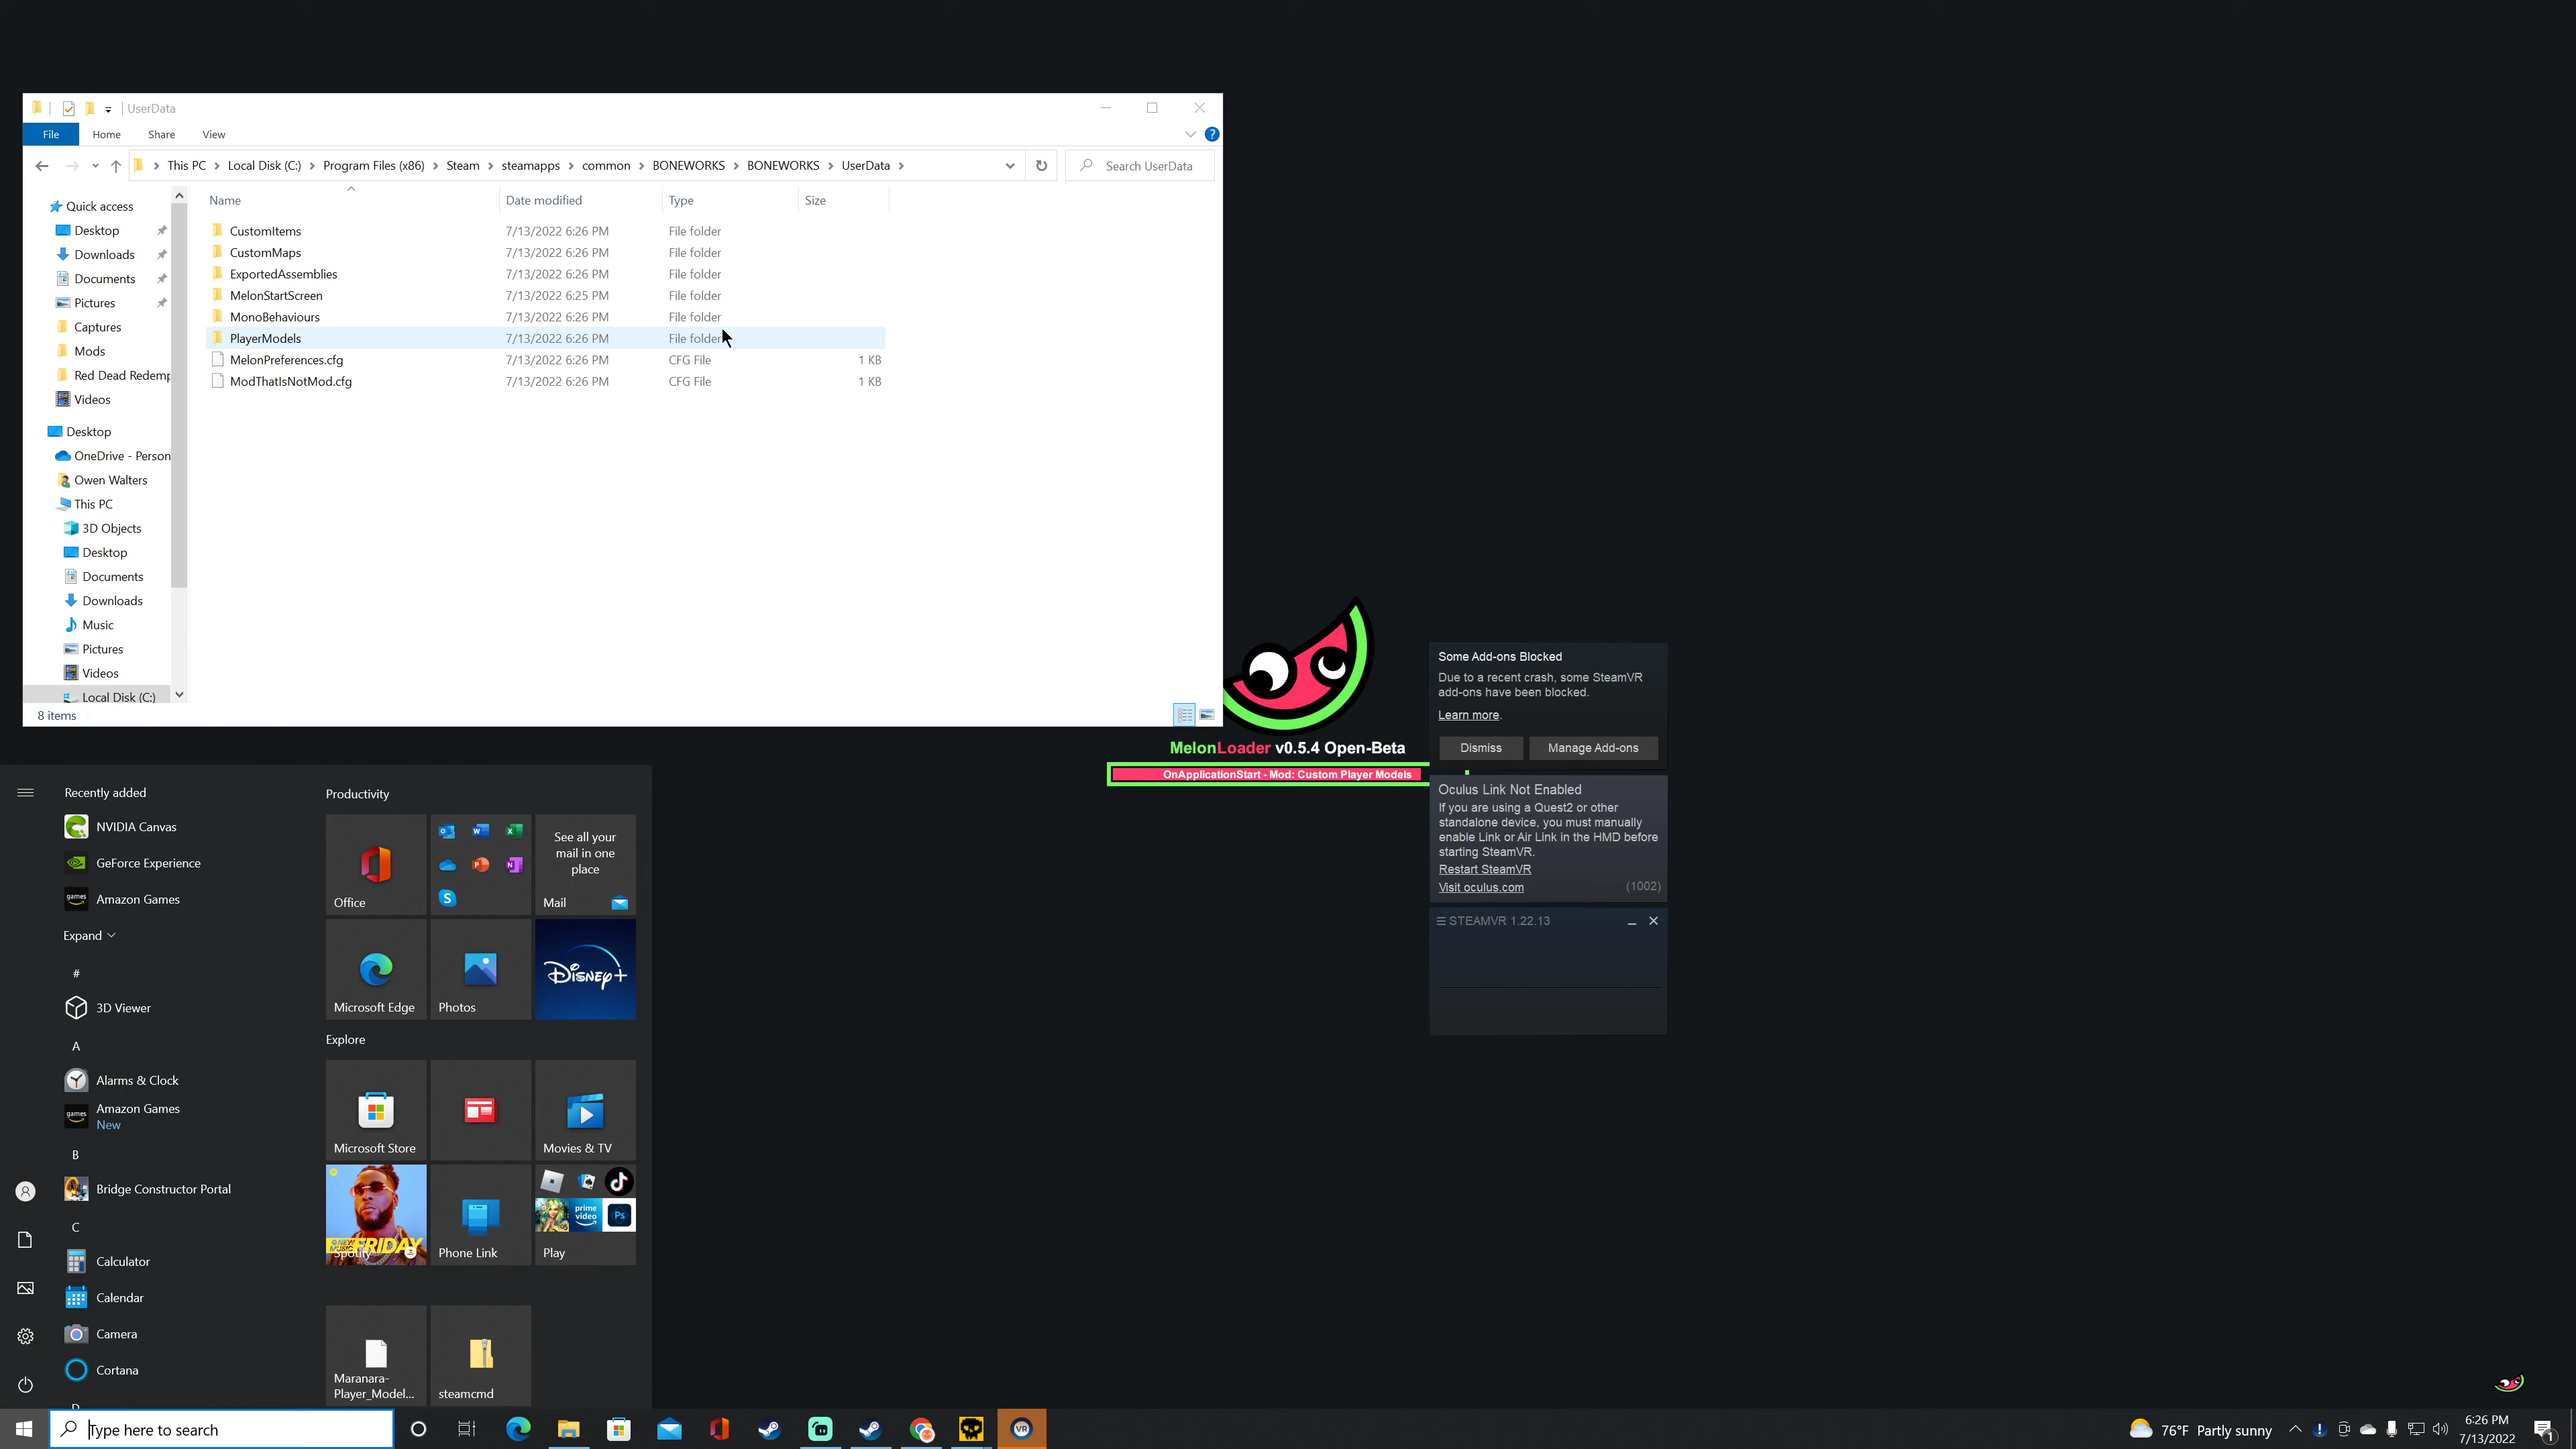 UserData
File
Home
Share
View
This PC
Local Disk (C:)
Program Files (x86)
Steam
steamapps
common
BONEWORKS
BONEWORKS
UserData
Search UserData
Name
Date modified
Type
Size
CustomItems 7/13/2022 6:26 PM File folder
CustomMaps 7/13/2022 6:26 PM File folder
ExportedAssemblies 7/13/2022 6:26 PM File folder
MelonStartScreen 7/13/2022 6:25 PM File folder
MonoBehaviours 7/13/2022 6:26 PM File folder
PlayerModels 7/13/2022 6:26 PM File folder
MelonPreferences.cfg 7/13/2022 6:26 PM CFG File 1 KB
ModThatIsNotMod.cfg 7/13/2022 6:26 PM CFG File 1 KB
Quick access
Desktop
Downloads
Documents
Pictures
Captures
Mods
Red Dead Redemp
Videos
Desktop
OneDrive - Person
Owen Walters
This PC
3D Objects
Desktop
Documents
Downloads
Music
Pictures
Videos
Local Disk (C:)
8 items
MelonLoader v0.5.4 Open-Beta
OnApplicationStart - Mod: Custom Player Models
Some Add-ons Blocked
Due to a recent crash, some SteamVR
add-ons have been blocked.
Learn more.
Dismiss
Manage Add-ons
Oculus Link Not Enabled
If you are using a Quest2 or other
standalone device, you must manually
enable Link or Air Link in the HMD before
starting SteamVR.
Restart SteamVR
Visit oculus.com
(1002)
STEAMVR 1.22.13
Recently added
NVIDIA Canvas
GeForce Experience
games
Amazon Games
Expand
#
3D Viewer
A
Alarms & Clock
games
Amazon Games
New
B
Bridge Constructor Portal
C
Calculator
Calendar
Camera
Cortana
D
Productivity
Office
See all your
mail in one
place
Mail
Microsoft Edge
Photos
Disney+
Explore
Microsoft Store
Movies & TV
FRIDAY
Spotify
Phone Link
prime
video
Ps
Play
Maranara-
Player_Model...
steamcmd
Type here to search
VR
76°F Partly sunny
6:26 PM
7/13/2022
1